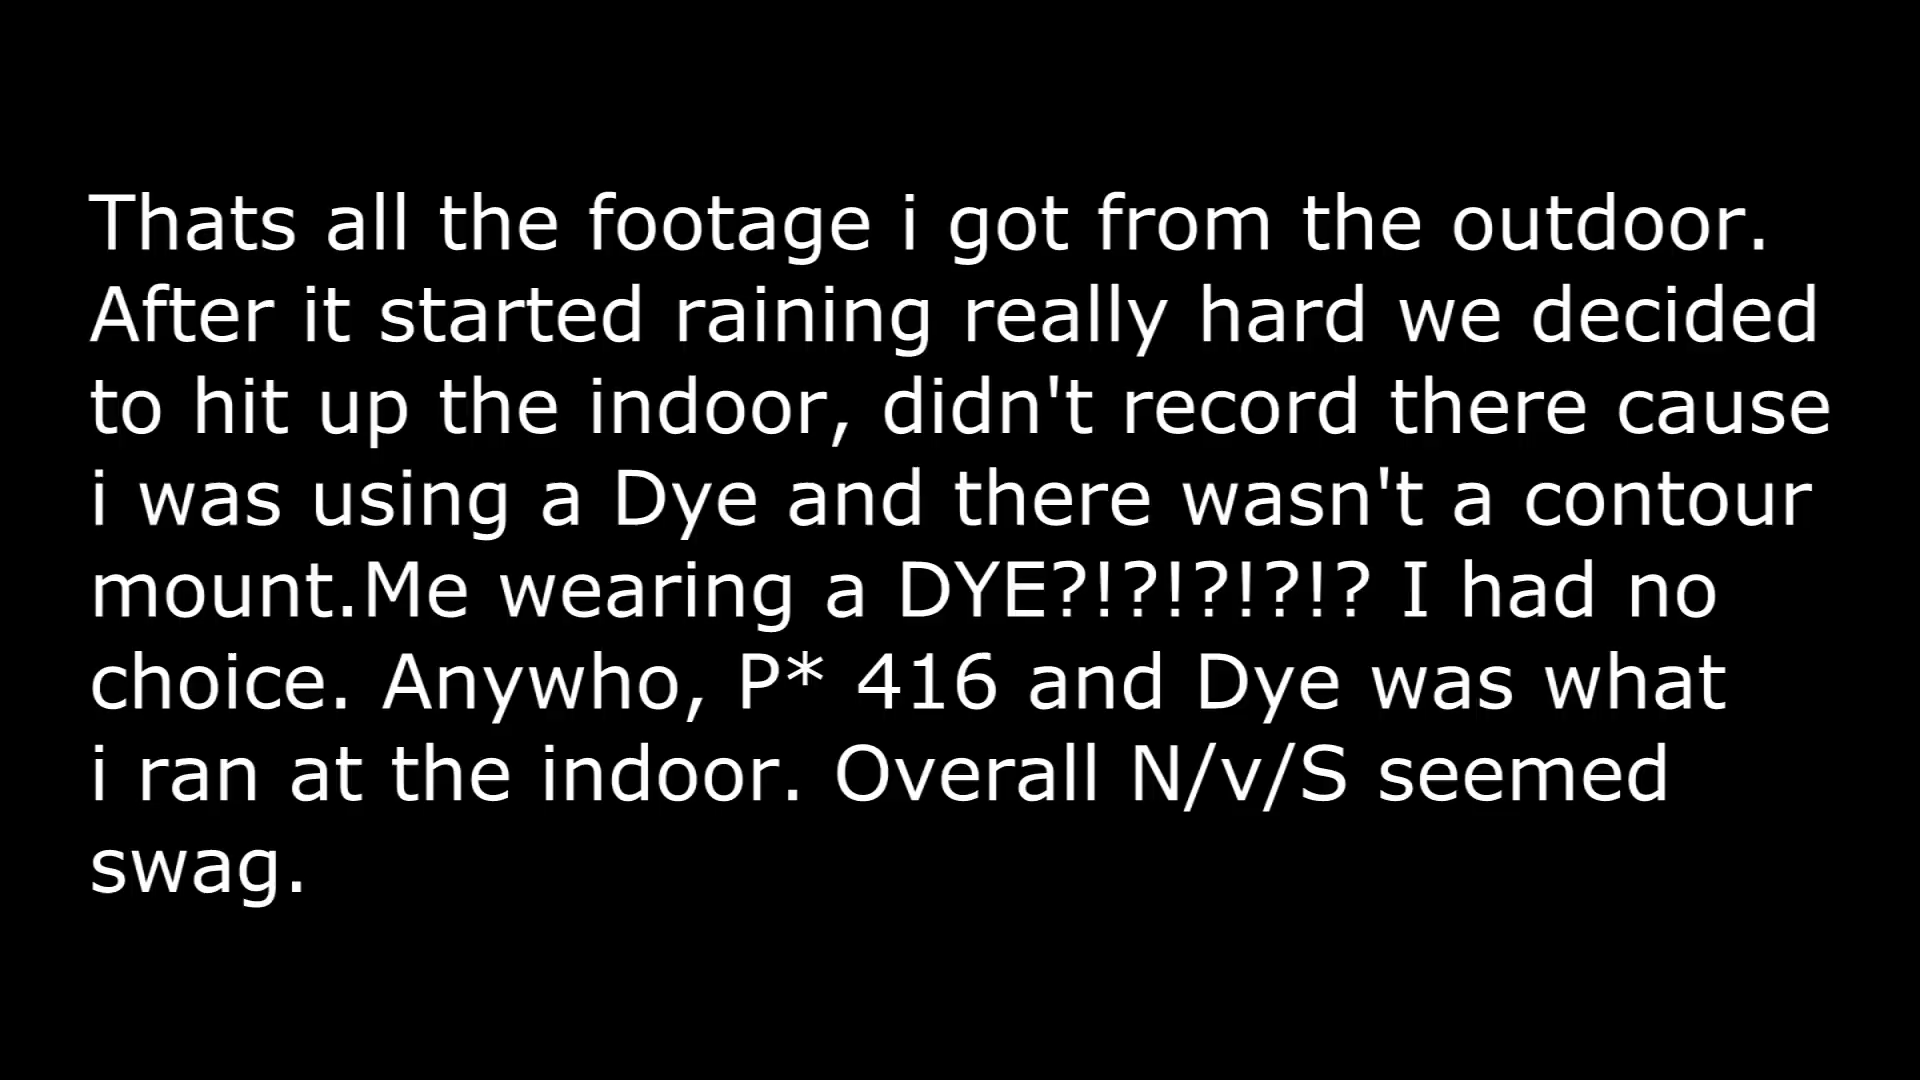 Thats all the footage i got from the outdoor.
After it started raining really hard we decided
to hit up the indoor, didn't record there cause
i was using a Dye and there wasn't a contour
mount.Me wearing a DYE?!?!?!?!? I had no
choice. Anywho, P* 416 and Dye was what
i ran at the indoor. Overall N/v/S seemed
swag.